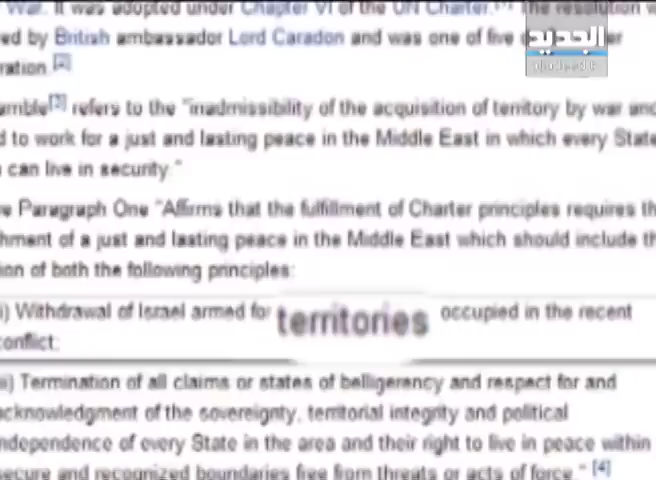 War. It was adopted under Chapter VI of the UN Charter. The resolution
الجديد
ed by British ambassador Lord Caradon and was one of five
ration.[2]
amble[3] refers to the "inadmissibility of the acquisition of territory by war and
d to work for a just and lasting peace in the Middle East in which every State
can live in security."
e Paragraph One "Affirms that the fulfillment of Charter principles requires th
hment of a just and lasting peace in the Middle East which should include th
ion of both the following principles:
i) Withdrawal of Israel armed for territories occupied in the recent
conflict;
ii) Termination of all claims or states of belligerency and respect for and
acknowledgment of the sovereignty, territorial integrity and political
ndependence of every State in the area and their right to live in peace within
secure and recognized boundaries free from threats or acts of force." [4]